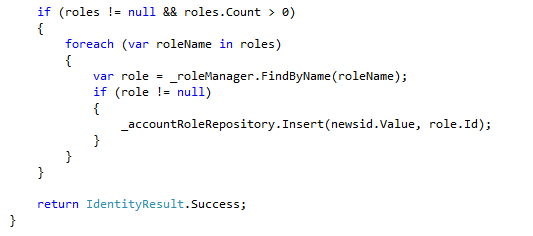 if (roles != null && roles.Count > 0)
{
    foreach (var roleName in roles)
    {
        var role = _roleManager.FindByName(roleName);
        if (role != null)
        {
            _accountRoleRepository.Insert(newsid.Value, role.Id);
        }
    }
}
return IdentityResult.Success;
}